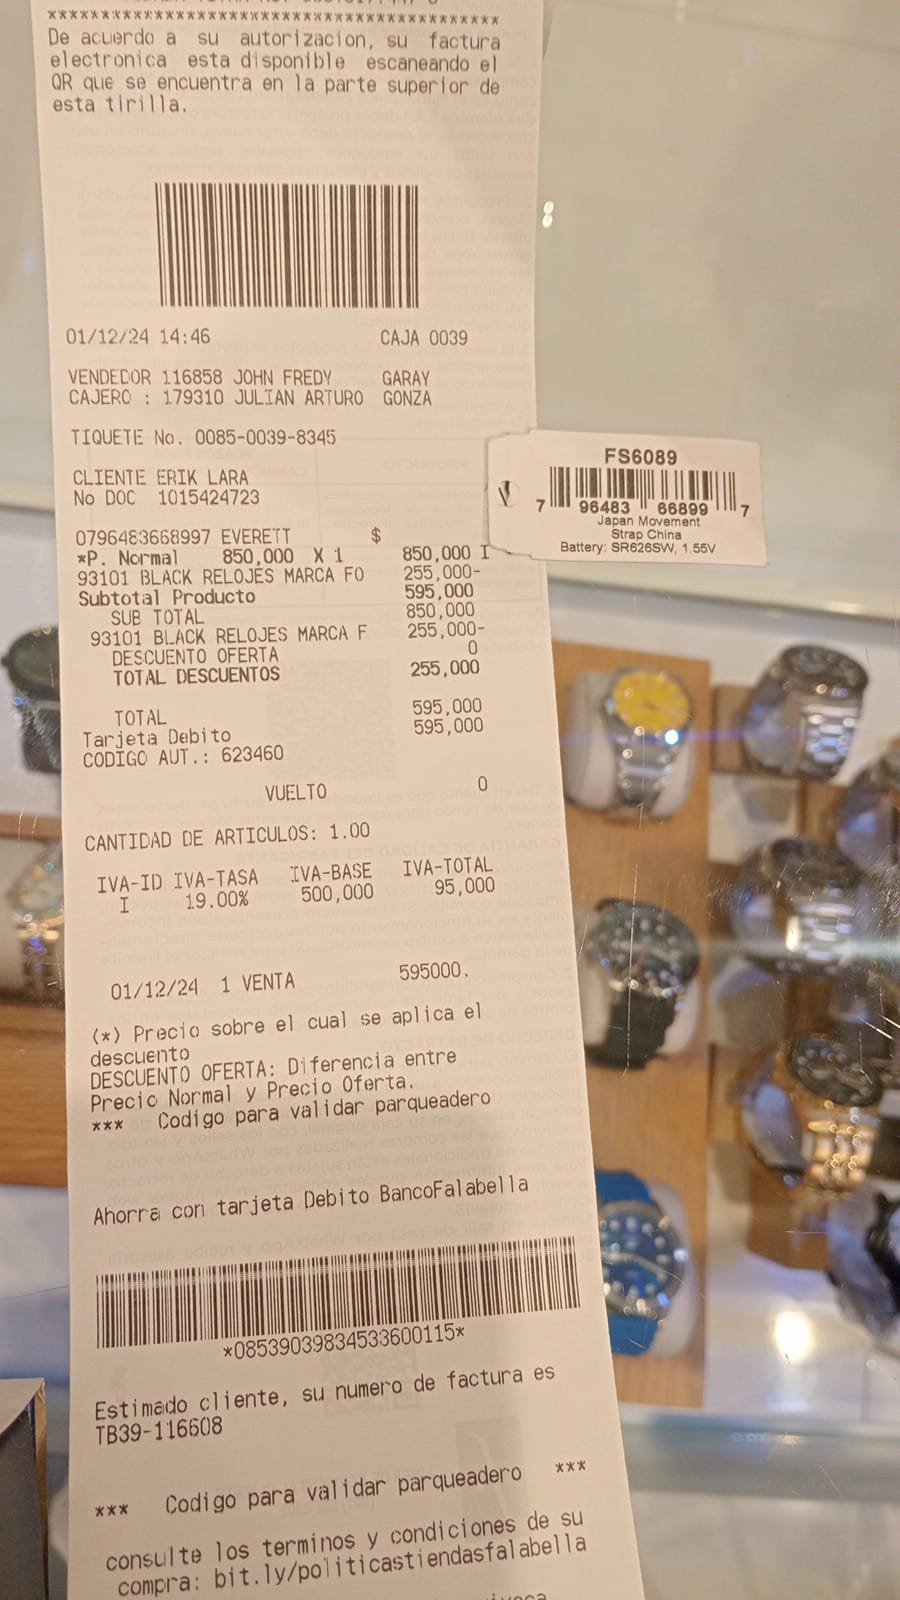 ****************************************
De acuerdo a su autorizacion, su factura
electronica esta disponible escaneando el
QR que se encuentra en la parte superior de
esta tirilla.
01/12/24 14:46 CAJA 0039
VENDEDOR 116858 JOHN FREDY GARAY
CAJERO : 179310 JULIAN ARTURO GONZA
TIQUETE No. 0085-0039-8345
CLIENTE ERIK LARA
No DOC 1015424723
0796483668997 EVERETT $
*P. Normal 850,000 X 1 850,000 I
93101 BLACK RELOJES MARCA FO 255,000-
Subtotal Producto 595,000
SUB TOTAL 850,000
93101 BLACK RELOJES MARCA F 255,000-
DESCUENTO OFERTA 0
TOTAL DESCUENTOS 255,000
TOTAL 595,000
Tarjeta Debito 595,000
CODIGO AUT.: 623460
VUELTO 0
CANTIDAD DE ARTICULOS: 1.00
IVA-ID IVA-TASA IVA-BASE IVA-TOTAL
I 19.00% 500,000 95,000
01/12/24 1 VENTA 595000.
(*) Precio sobre el cual se aplica el
descuento
DESCUENTO OFERTA: Diferencia entre
Precio Normal y Precio Oferta.
*** Codigo para validar parqueadero
Ahorra con tarjeta Debito BancoFalabella
*08539039834533600115*
Estimado cliente, su numero de factura es
TB39-116608
*** Codigo para validar parqueadero ***
consulte los terminos y condiciones de su
compra: bit.ly/politicastiendasfalabella
FS6089
7 96483 66899 7
Japan Movement
Strap China
Battery: SR626SW, 1.55V